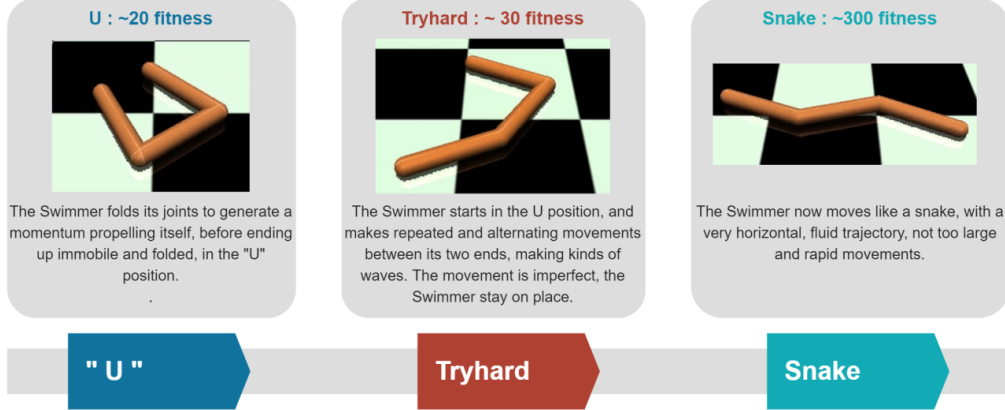 U : ~20 fitness
The Swimmer folds its joints to generate a
momentum propelling itself, before ending
up immobile and folded, in the "U"
position.
.
Tryhard : ~ 30 fitness
The Swimmer starts in the U position, and
makes repeated and alternating movements
between its two ends, making kinds of
waves. The movement is imperfect, the
Swimmer stay on place.
Snake : ~300 fitness
The Swimmer now moves like a snake, with a
very horizontal, fluid trajectory, not too large
and rapid movements.
" U "
Tryhard
Snake